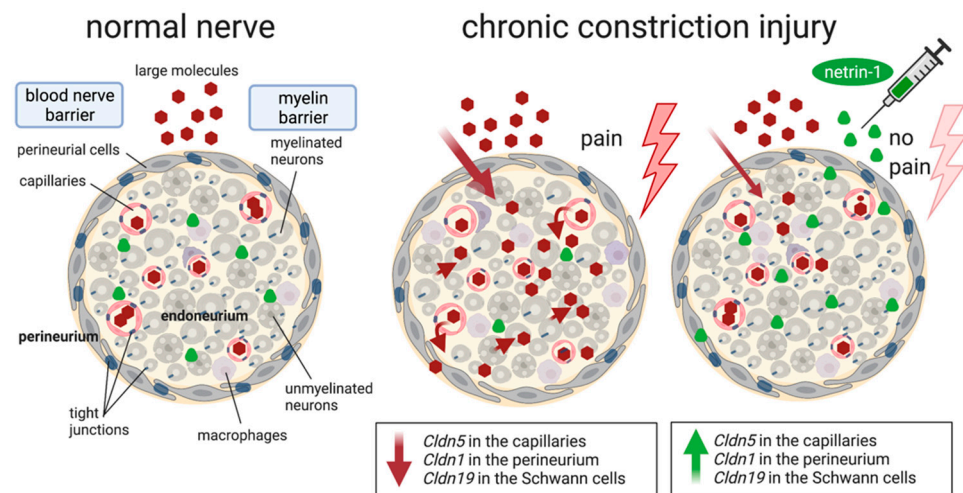 normal nerve
chronic constriction injury
large molecules
blood nerve
barrier
myelin
barrier
netrin-1
perineurial cells
myelinated
neurons
capillaries
pain
no
pain
perineurium
endoneurium
tight
junctions
macrophages
unmyelinated
neurons
Cldn5 in the capillaries
Cldn1 in the perineurium
Cldn19 in the Schwann cells
Cldn5 in the capillaries
Cldn1 in the perineurium
Cldn19 in the Schwann cells